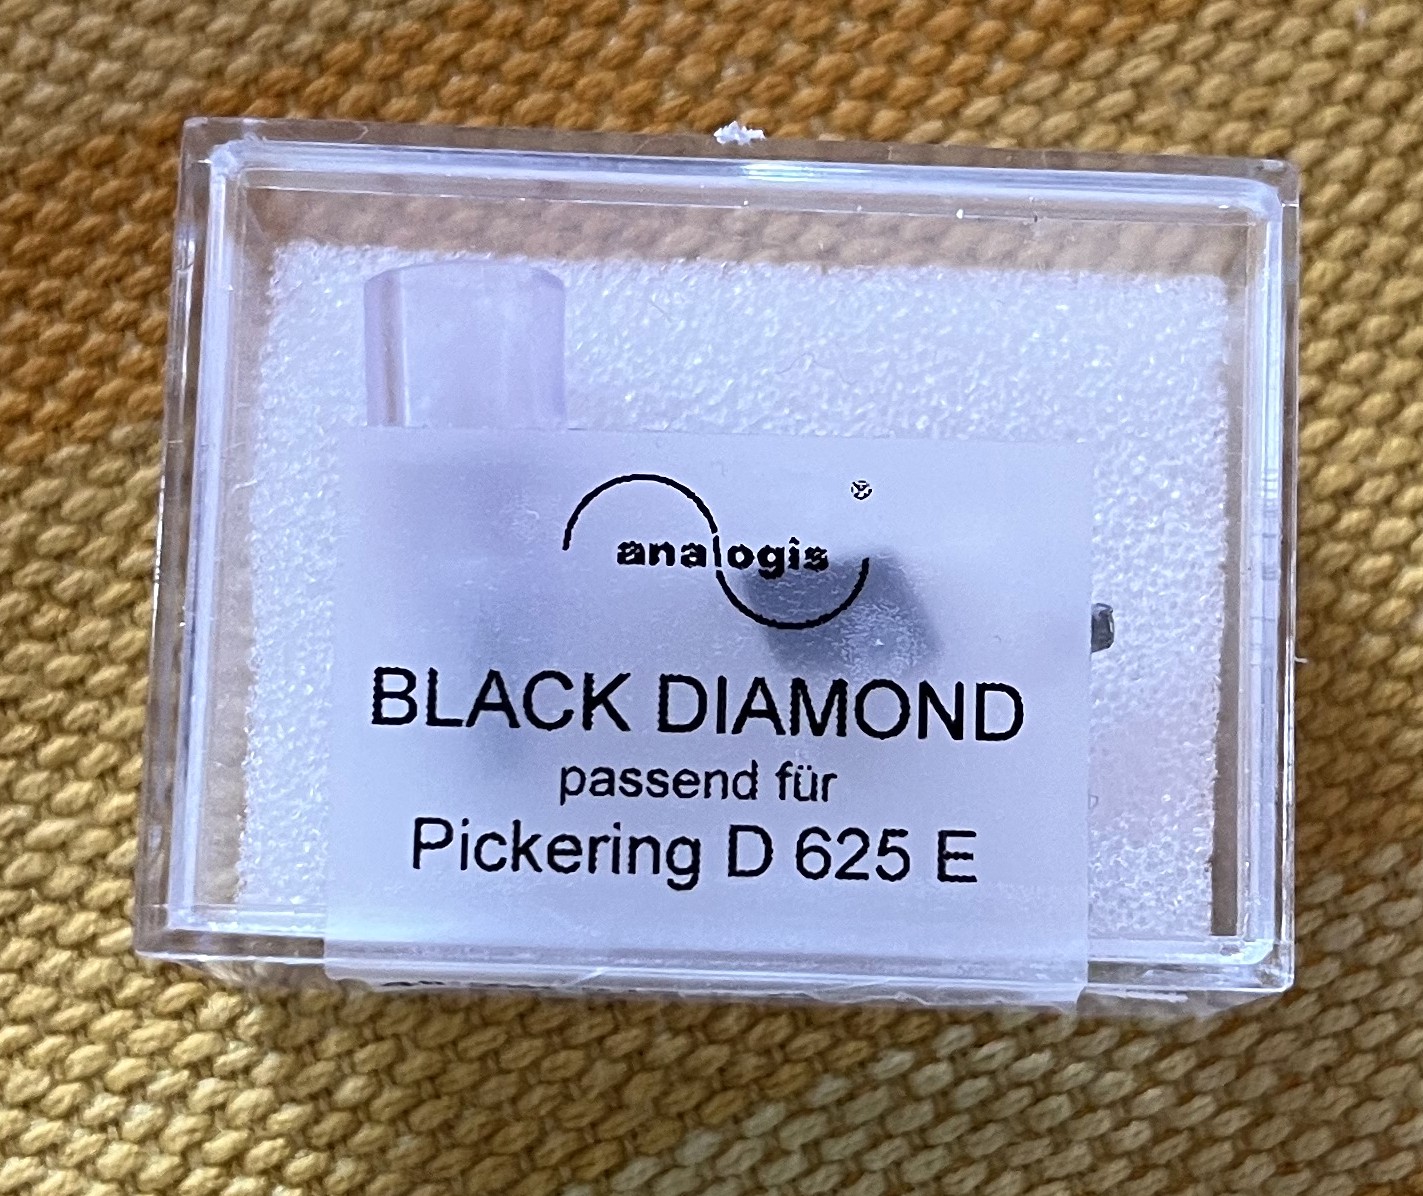 analogis ®
BLACK DIAMOND
passend für
Pickering D 625 E